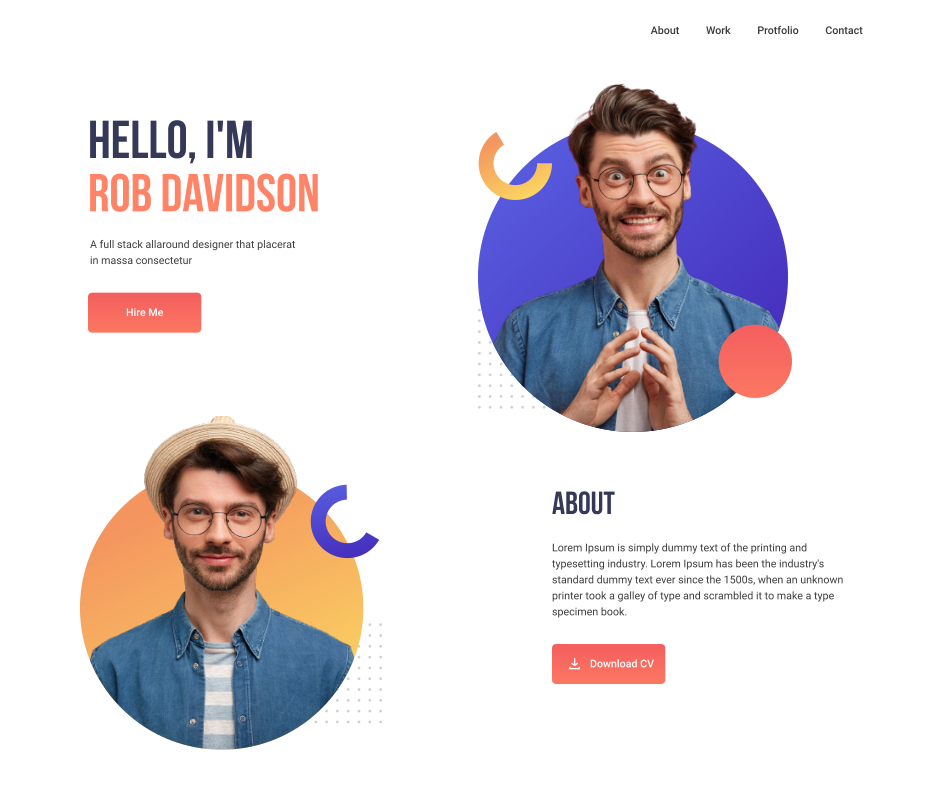 About Work Protfolio Contact
HELLO, I'M
ROB DAVIDSON
A full stack allaround designer that placerat
in massa consectetur
Hire Me
ABOUT
Lorem Ipsum is simply dummy text of the printing and
typesetting industry. Lorem Ipsum has been the industry's
standard dummy text ever since the 1500s, when an unknown
printer took a galley of type and scrambled it to make a type
specimen book.
Download CV